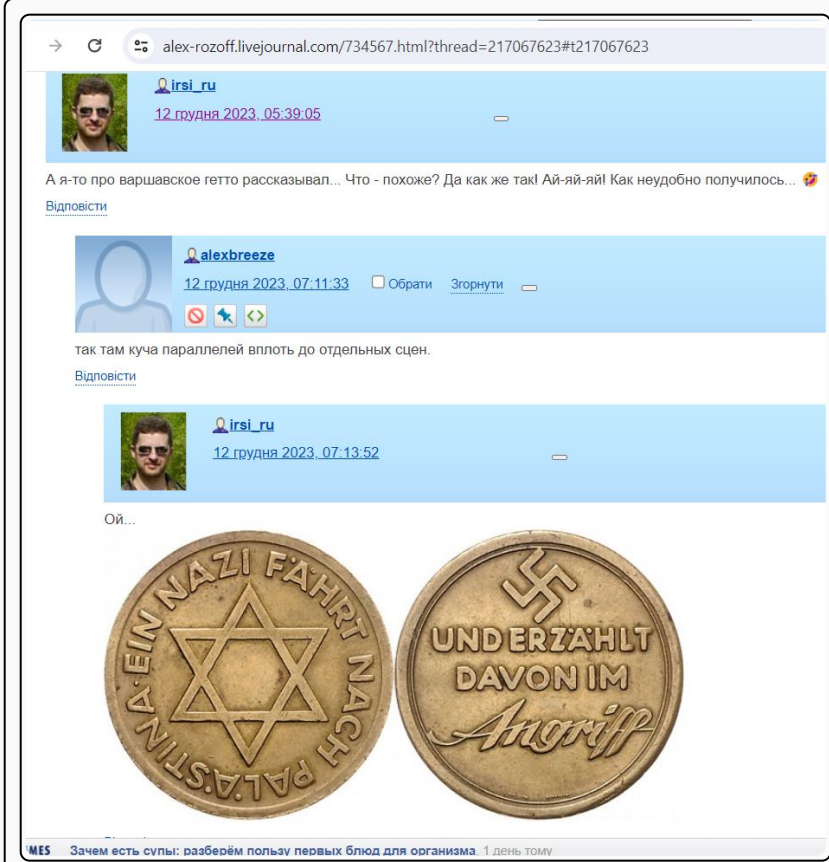 alex-rozoff.livejournal.com/734567.html?thread=217067623#t217067623
irsi_ru
12 грудня 2023, 05:39:05
А я-то про варшавское гетто рассказывал... Что - похоже? Да как же так! Ай-яй-яй! Как неудобно получилось... 🤣
Відповісти
alexbreeze
12 грудня 2023, 07:11:33 Обрати Згорнути
так там куча параллелей вплоть до отдельных сцен.
Відповісти
irsi_ru
12 грудня 2023, 07:13:52
Ой...
EIN NAZI FÄHRT NACH PALÄSTINA
UND ERZÄHLT
DAVON IM
Angriff
MES Зачем есть супы: разберём пользу первых блюд для организма. 1 день тому